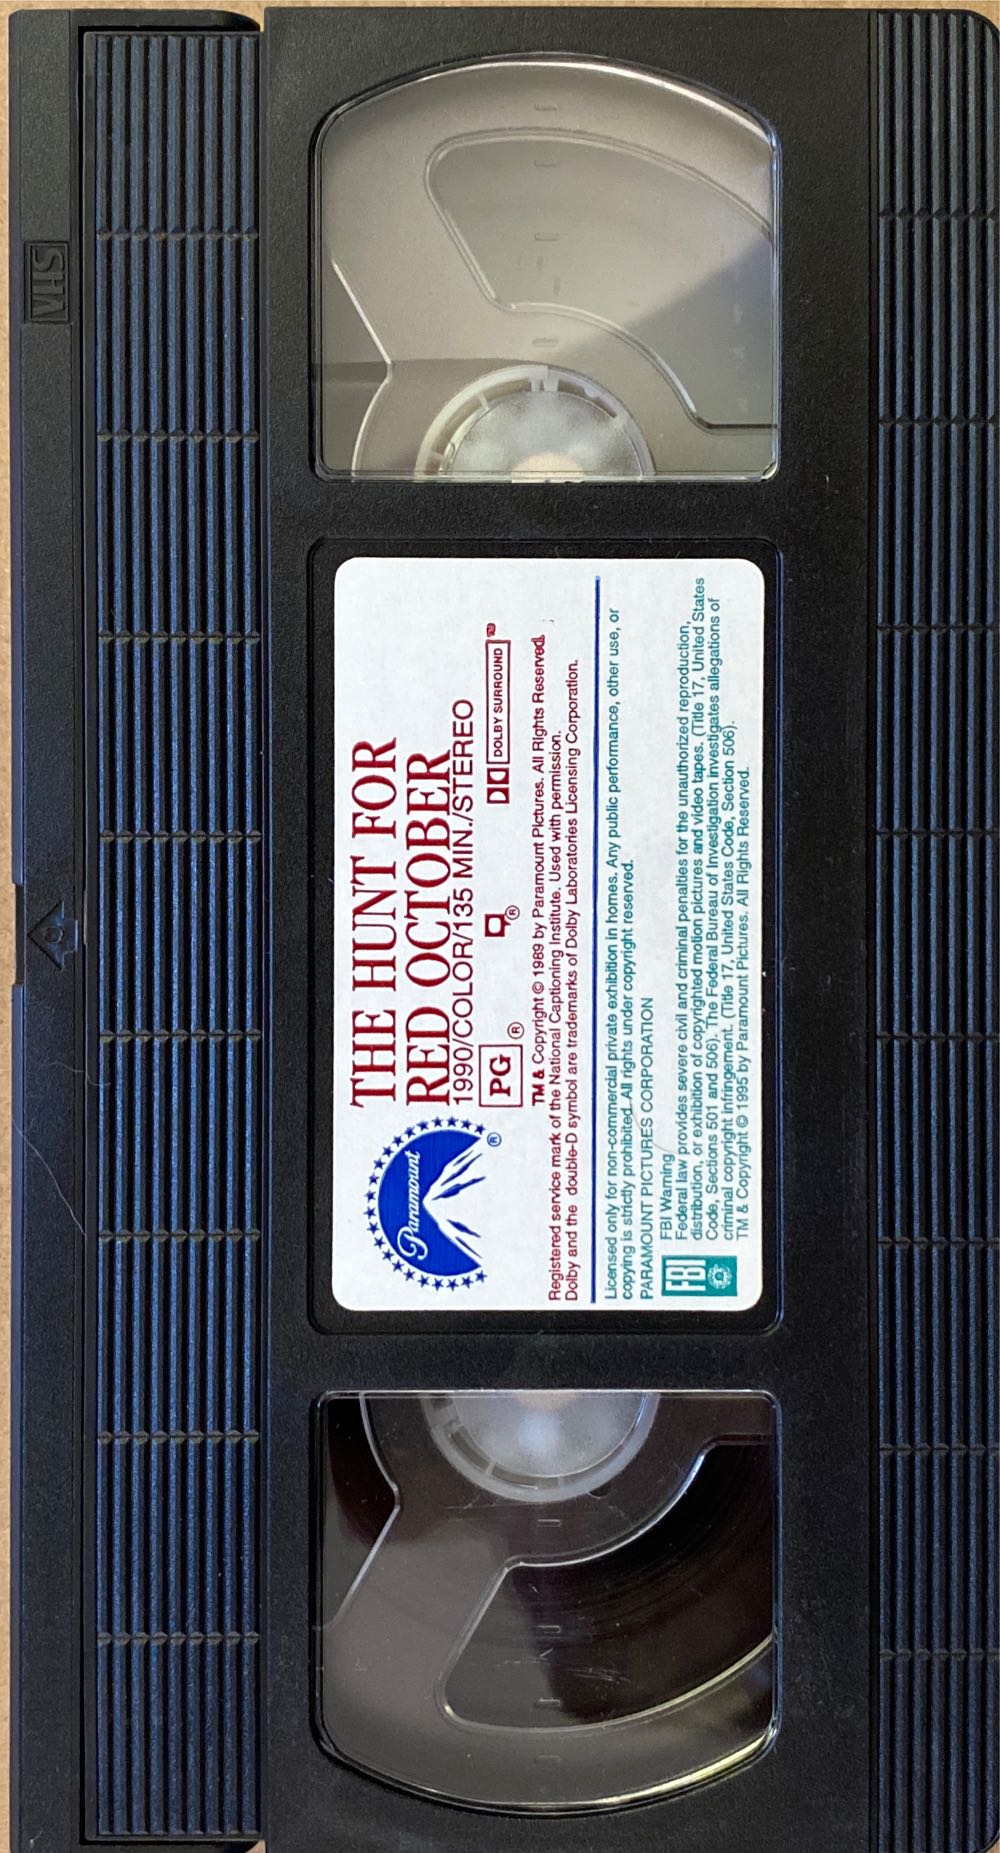 VHS
Paramount
®
THE HUNT FOR
RED OCTOBER
1990/COLOR/135 MIN./STEREO
PG ® ® DOLBY SURROUND TM
TM & Copyright © 1989 by Paramount Pictures. All Rights Reserved.
Registered service mark of the National Captioning Institute. Used with permission.
Dolby and the double-D symbol are trademarks of Dolby Laboratories Licensing Corporation.
Licensed only for non-commercial private exhibition in homes. Any public performance, other use, or
copying is strictly prohibited. All rights under copyright reserved.
PARAMOUNT PICTURES CORPORATION
FBI
FBI Warning
Federal law provides severe civil and criminal penalties for the unauthorized reproduction,
distribution, or exhibition of copyrighted motion pictures and video tapes. (Title 17, United States
Code, Sections 501 and 506). The Federal Bureau of Investigation investigates allegations of
criminal copyright infringement. (Title 17, United States Code, Section 506).
TM & Copyright © 1995 by Paramount Pictures. All Rights Reserved.